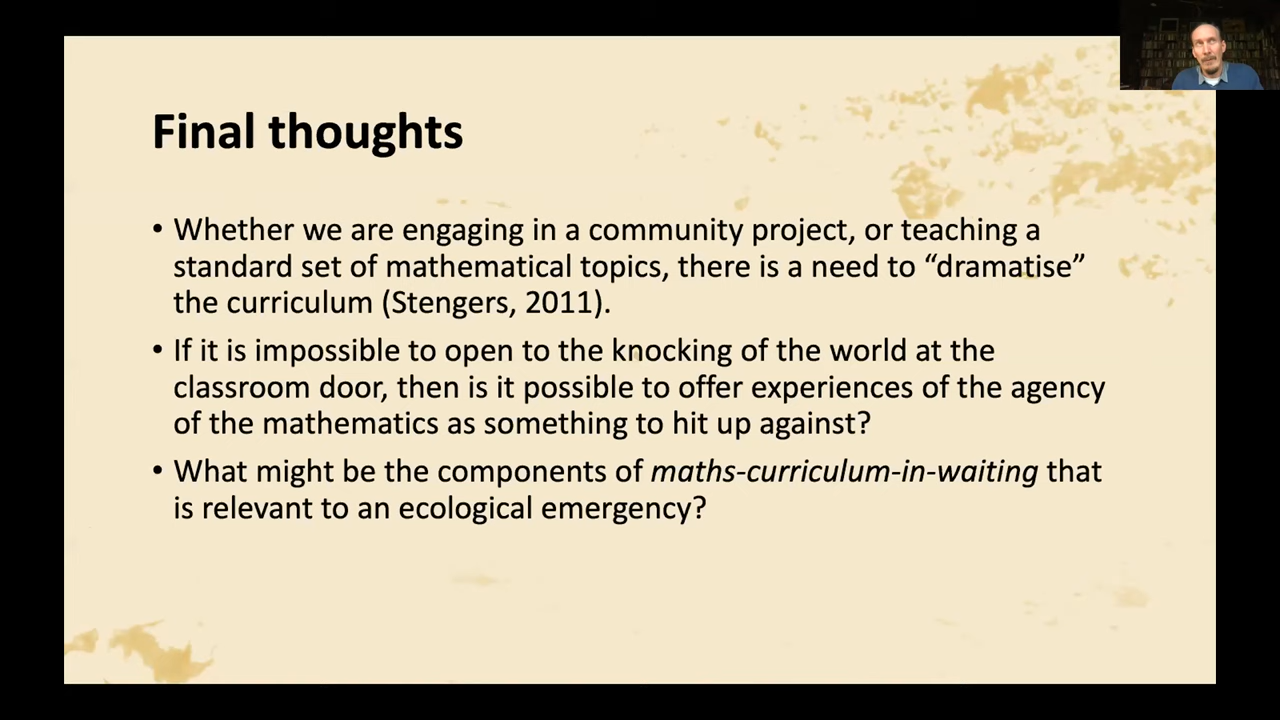 Final thoughts
• Whether we are engaging in a community project, or teaching a
standard set of mathematical topics, there is a need to “dramatise”
the curriculum (Stengers, 2011).
• If it is impossible to open to the knocking of the world at the
classroom door, then is it possible to offer experiences of the agency
of the mathematics as something to hit up against?
• What might be the components of maths-curriculum-in-waiting that
is relevant to an ecological emergency?